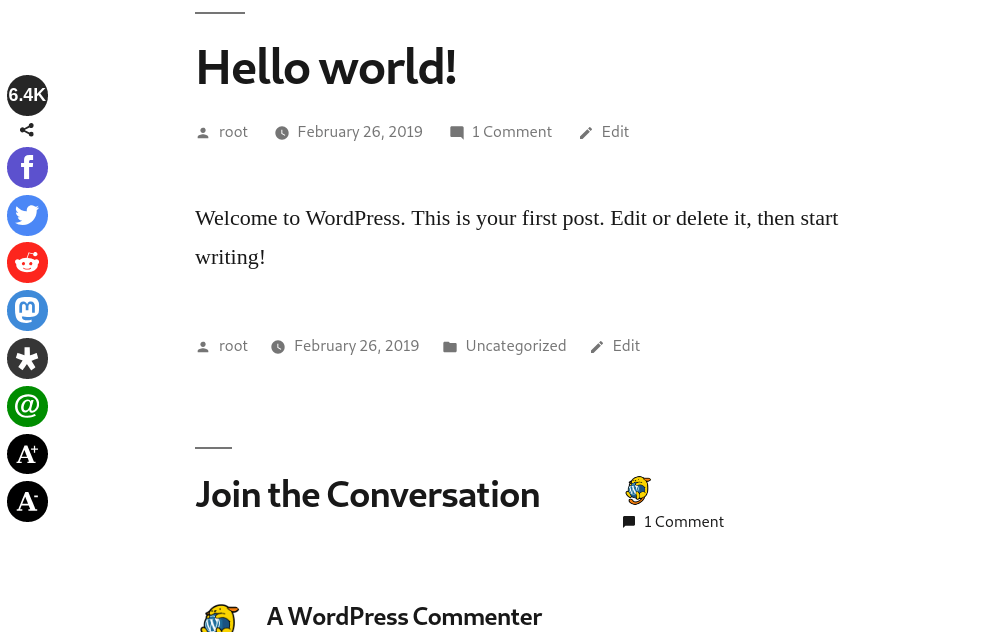 Hello world!
root February 26, 2019 1 Comment Edit
6.4K
Welcome to WordPress. This is your first post. Edit or delete it, then start
writing!
root February 26, 2019 Uncategorized Edit
@
A+
A-
Join the Conversation
1 Comment
A WordPress Commenter